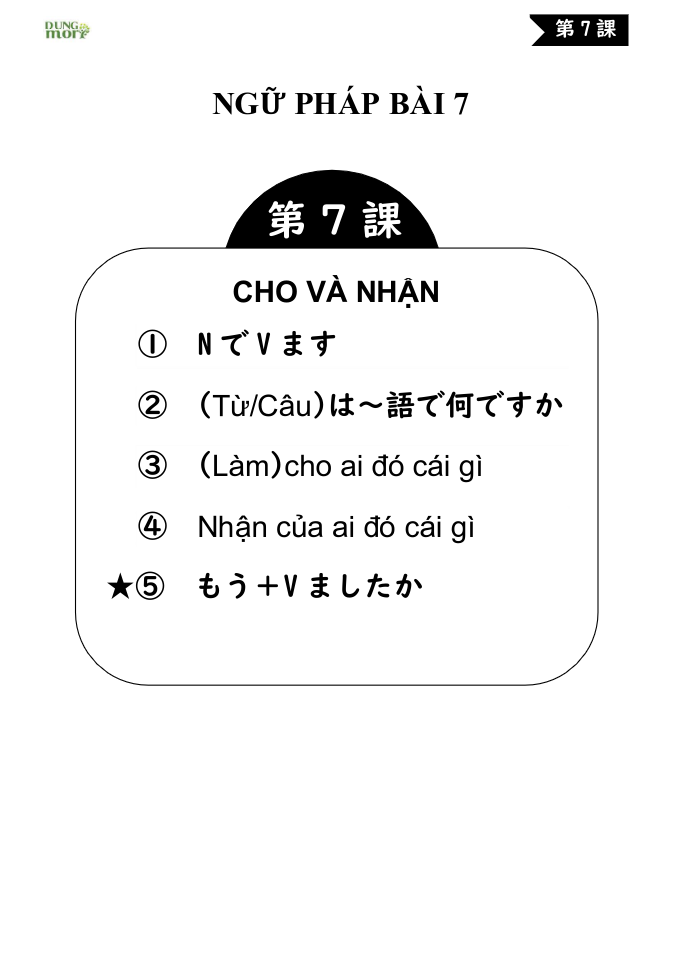 DUNG
mori
第7課
NGỮ PHÁP BÀI 7
第7課
CHO VÀ NHẬN
① NでVます
② (Từ/Câu)は～語で何ですか
③ (Làm)cho ai đó cái gì
④ Nhận của ai đó cái gì
★⑤ もう＋Vましたか